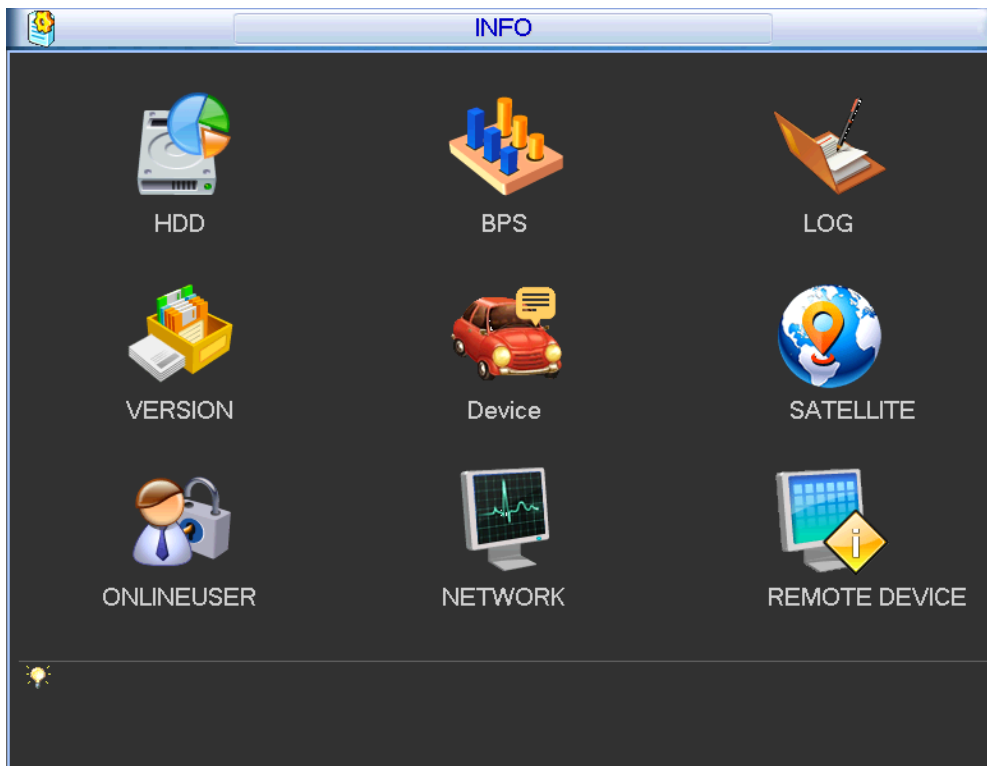 INFO
HDD
BPS
LOG
VERSION
Device
SATELLITE
ONLINEUSER
NETWORK
REMOTE DEVICE